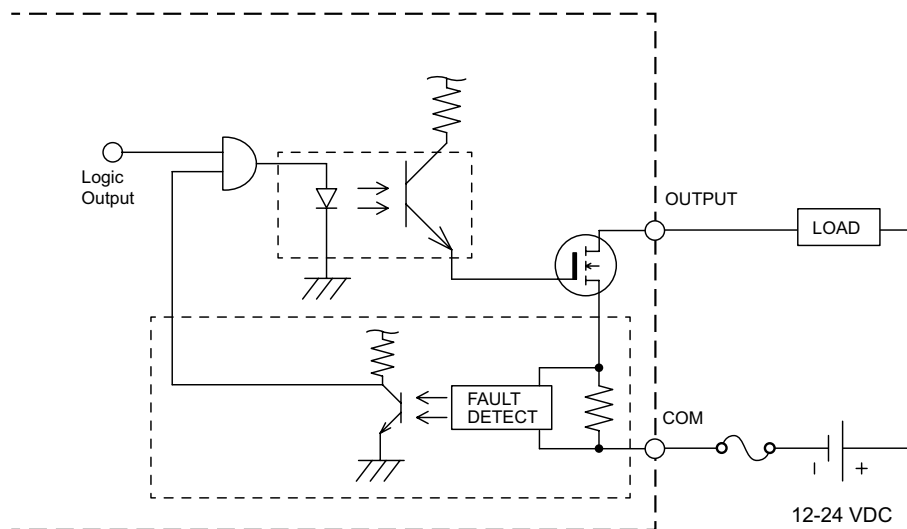 Logic
Output
OUTPUT
LOAD
FAULT
DETECT
COM
- +
12-24 VDC